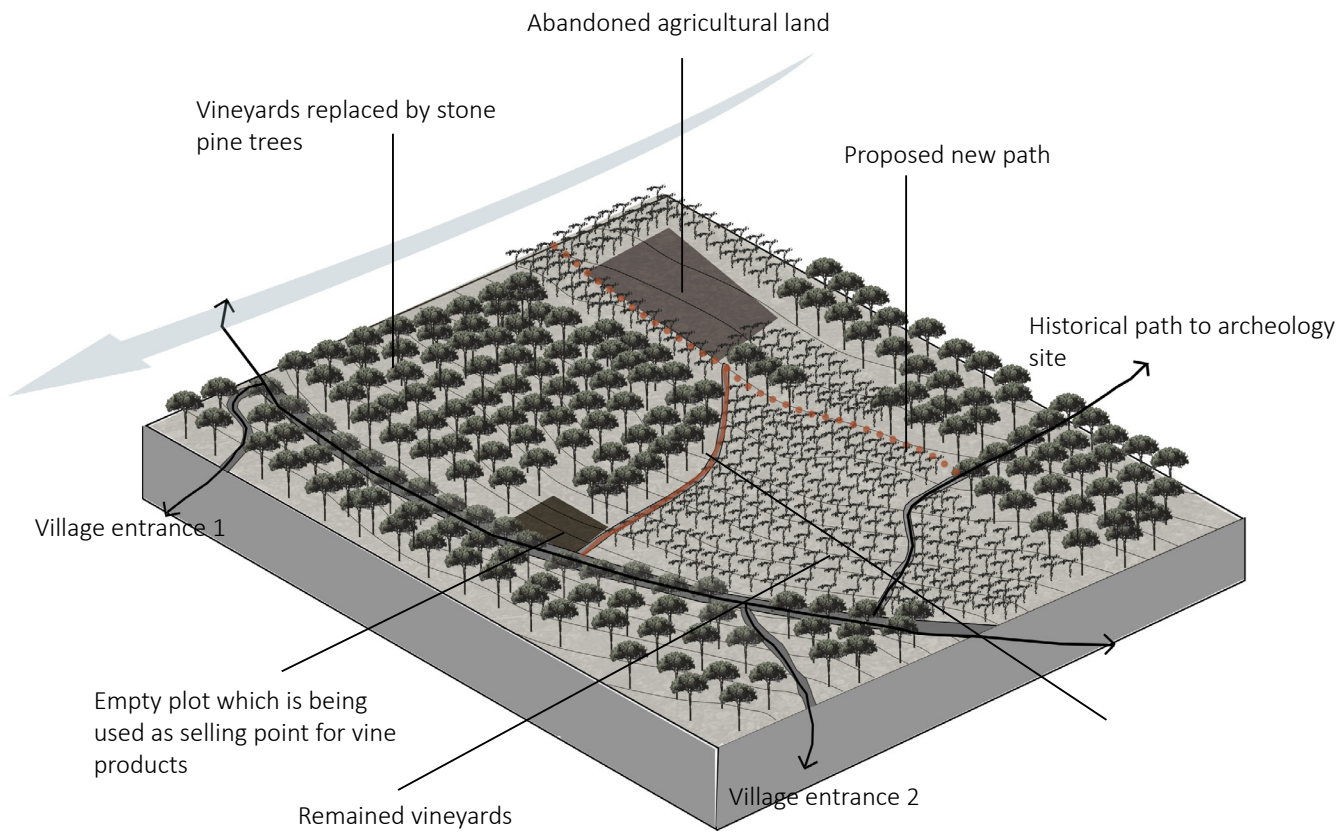 Abandoned agricultural land
Vineyards replaced by stone
pine trees
Proposed new path
Historical path to archeology
site
Village entrance 1
Empty plot which is being
used as selling point for vine
products
Remained vineyards
Village entrance 2